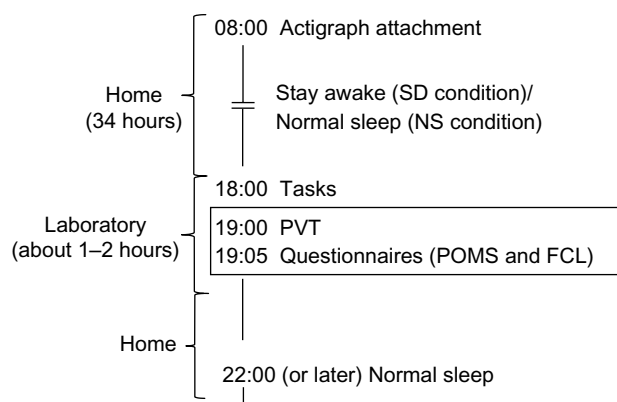 08:00 Actigraph attachment
Home
(34 hours)
Stay awake (SD condition)/
Normal sleep (NS condition)
18:00 Tasks
Laboratory
(about 1–2 hours)
19:00 PVT
19:05 Questionnaires (POMS and FCL)
Home
22:00 (or later) Normal sleep